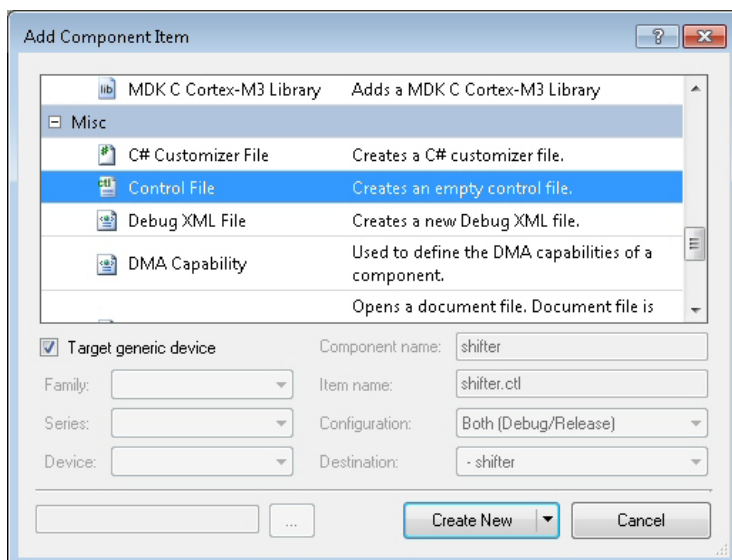 Add Component Item
MDK C Cortex-M3 Library Adds a MDK C Cortex-M3 Library
Misc
C# Customizer File Creates a C# customizer file.
Control File Creates an empty control file.
Debug XML File Creates a new Debug XML file.
DMA Capability Used to define the DMA capabilities of a
component.
Opens a document file. Document file is
Target generic device Component name: shifter
Family: Item name: shifter.ctl
Series: Configuration: Both (Debug/Release)
Device: Destination: - shifter
... Create New Cancel